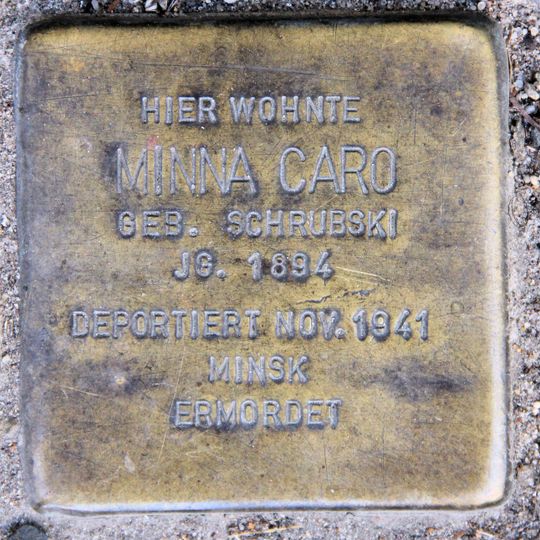 HIER WOHNTE
MINNA CARO
GEB. SCHRUBSKI
JG. 1894
DEPORTIERT NOV. 1941
MINSK
ERMORDET